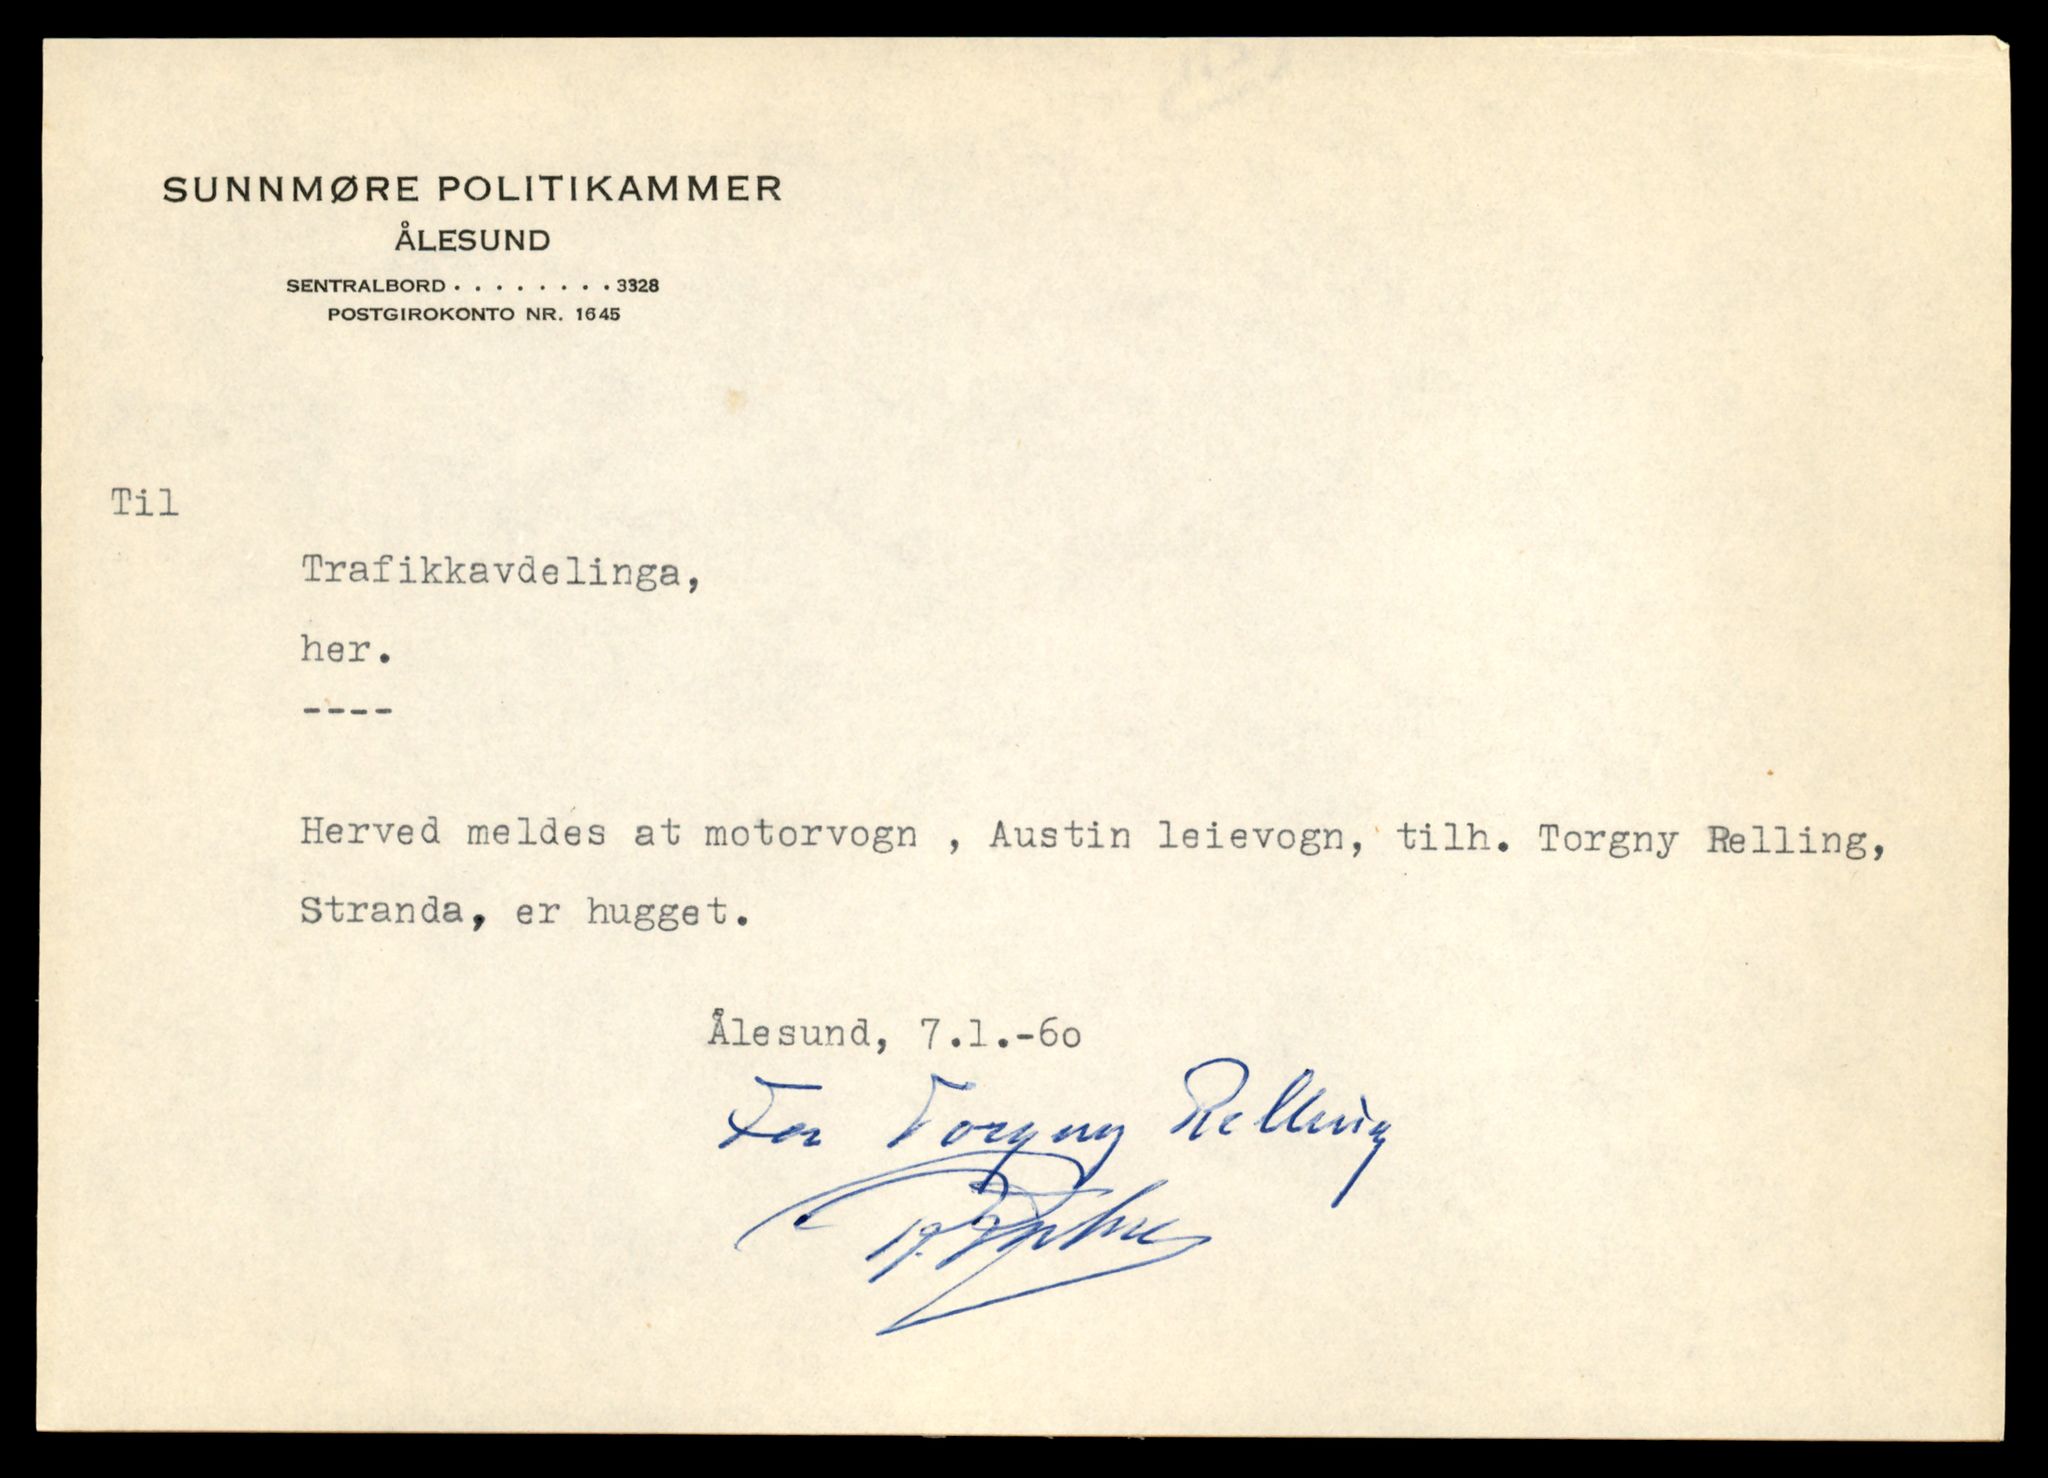 SUNNMØRE POLITIKAMMER
ÅLESUND
SENTRALBORD . . . . . . . . 3328
POSTGIROKONTO NR. 1645
Til
Trafikkavdelinga,
her.
----
Herved meldes at motorvogn , Austin leievogn, tilh. Torgny Relling,
Stranda, er hugget.
Ålesund, 7.1.-60
For Torgny Relling